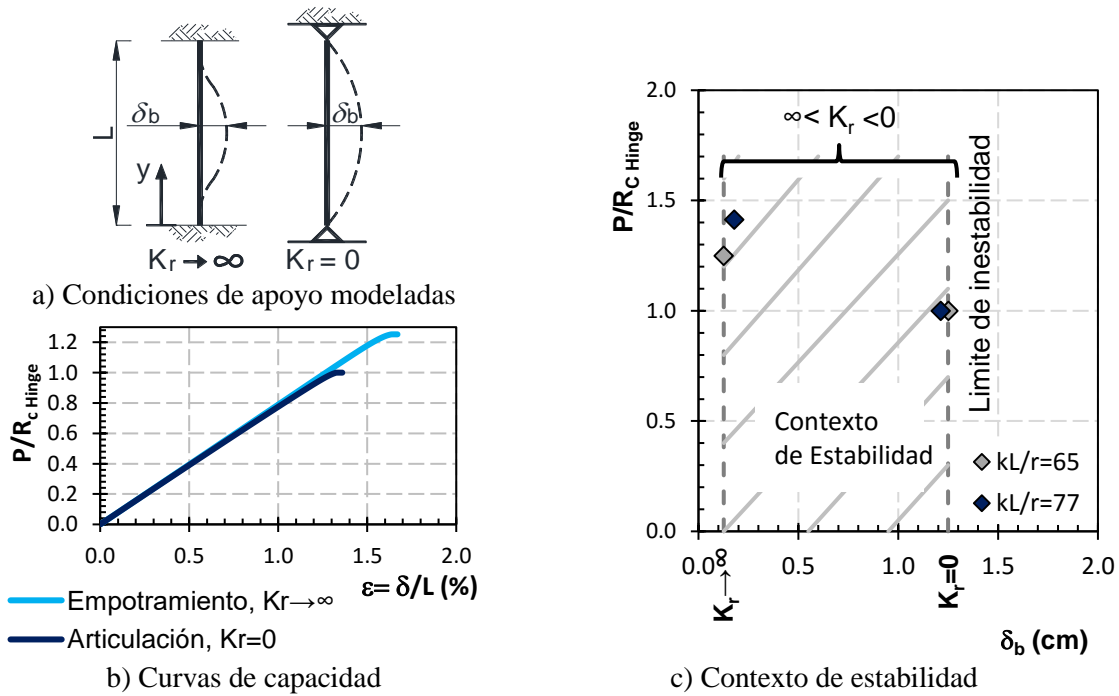 L
δb
y
Kr → ∞
δb
Kr = 0
a) Condiciones de apoyo modeladas
P/RC Hinge
1.2
1.0
0.8
0.6
0.4
0.2
0.0
0.0 0.5 1.0 1.5 2.0
ε= δ/L (%)
Empotramiento, Kr→∞
Articulación, Kr=0
b) Curvas de capacidad
P/RC Hinge
2.0
1.5
1.0
0.5
0.0
∞< Kr <0
Limite de inestabilidad
Contexto
de Estabilidad
kL/r=65
kL/r=77
0.0 0.5 1.0 1.5 2.0
Kr→∞
Kr=0
δb (cm)
c) Contexto de estabilidad